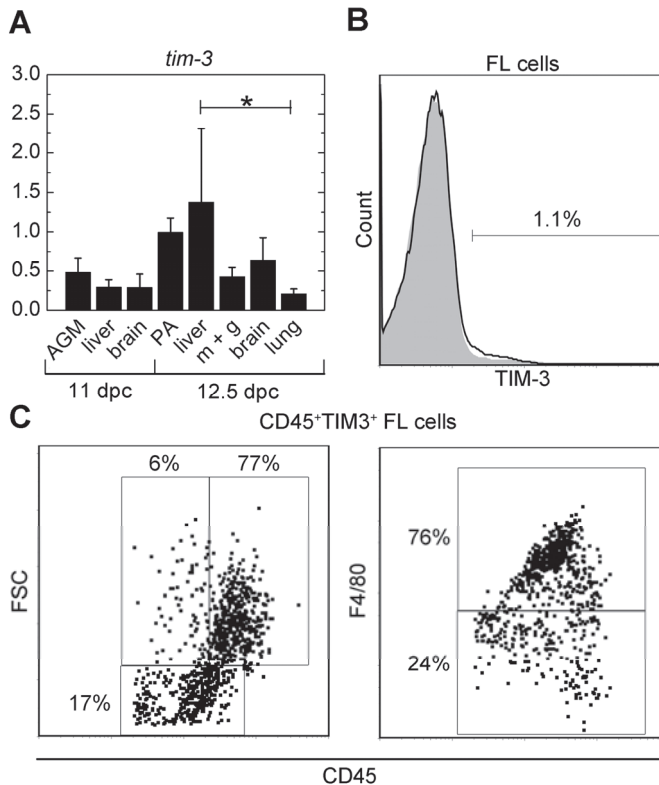 A
tim-3
*
3.0
2.5
2.0
1.5
1.0
0.5
0.0
AGM
liver
brain
PA
liver
m + g
brain
lung
11 dpc
12.5 dpc
B
FL cells
Count
1.1%
TIM-3
C
CD45⁺TIM3⁺ FL cells
6%
77%
FSC
17%
76%
F4/80
24%
CD45